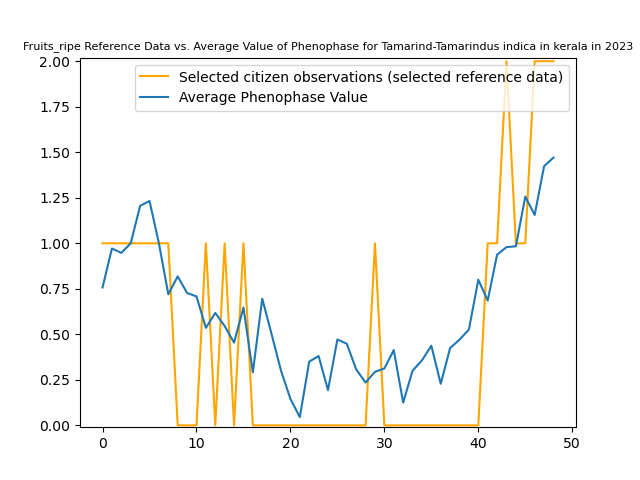 Fruits_ripe Reference Data vs. Average Value of Phenophase for Tamarind-Tamarindus indica in kerala in 2023
Selected citizen observations (selected reference data)
Average Phenophase Value
2.00
1.75
1.50
1.25
1.00
0.75
0.50
0.25
0.00
0 10 20 30 40 50